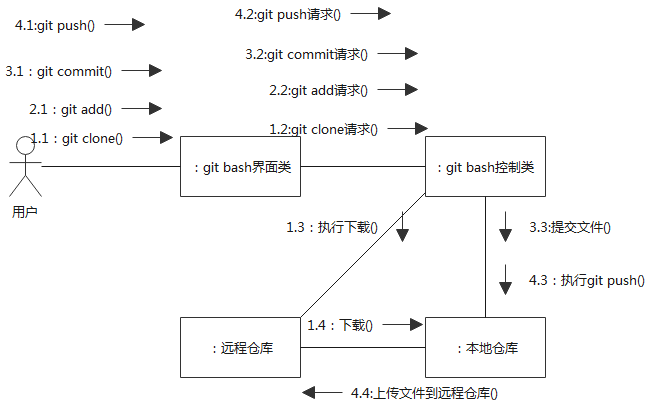 4.2:git push请求()
4.1:git push()
3.2:git commit请求()
3.1：git commit()
2.2:git add请求()
2.1：git add()
1.2:git clone请求()
1.1：git clone()
：git bash界面类
：git bash控制类
用户
1.3：执行下载()
3.3:提交文件()
4.3：执行git push()
1.4：下载()
：远程仓库
：本地仓库
4.4:上传文件到远程仓库()